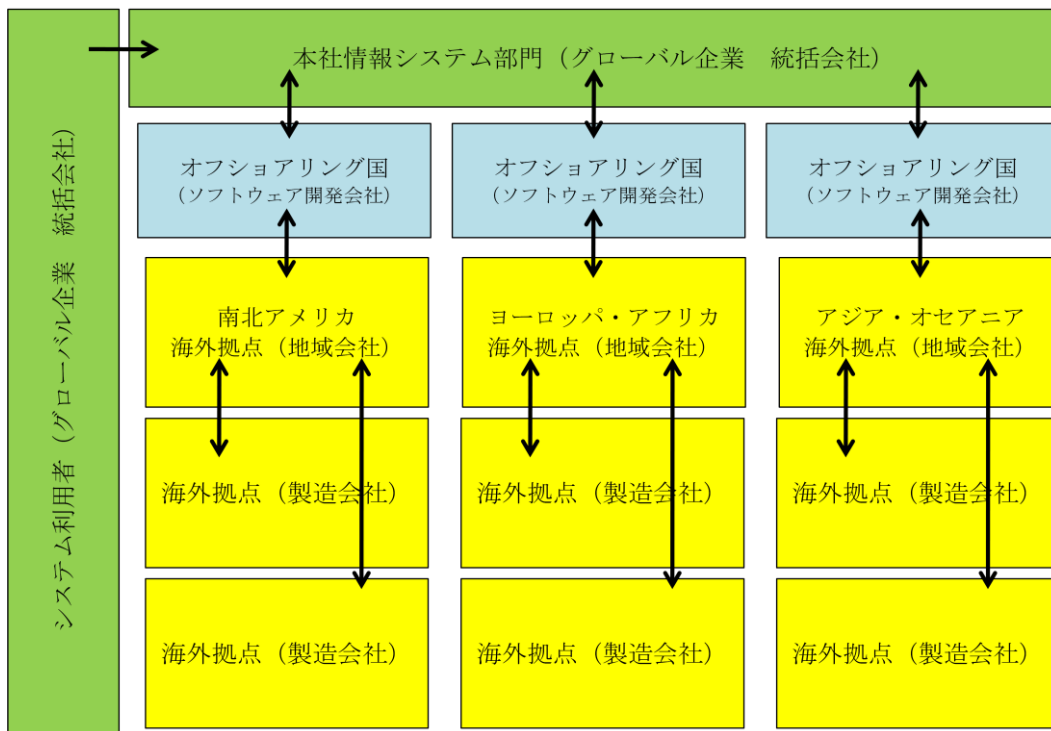 本社情報システム部門（グローバル企業　統括会社）
システム利用者（グローバル企業　統括会社）
オフショアリング国
（ソフトウェア開発会社）
オフショアリング国
（ソフトウェア開発会社）
オフショアリング国
（ソフトウェア開発会社）
南北アメリカ
海外拠点（地域会社）
ヨーロッパ・アフリカ
海外拠点（地域会社）
アジア・オセアニア
海外拠点（地域会社）
海外拠点（製造会社）
海外拠点（製造会社）
海外拠点（製造会社）
海外拠点（製造会社）
海外拠点（製造会社）
海外拠点（製造会社）